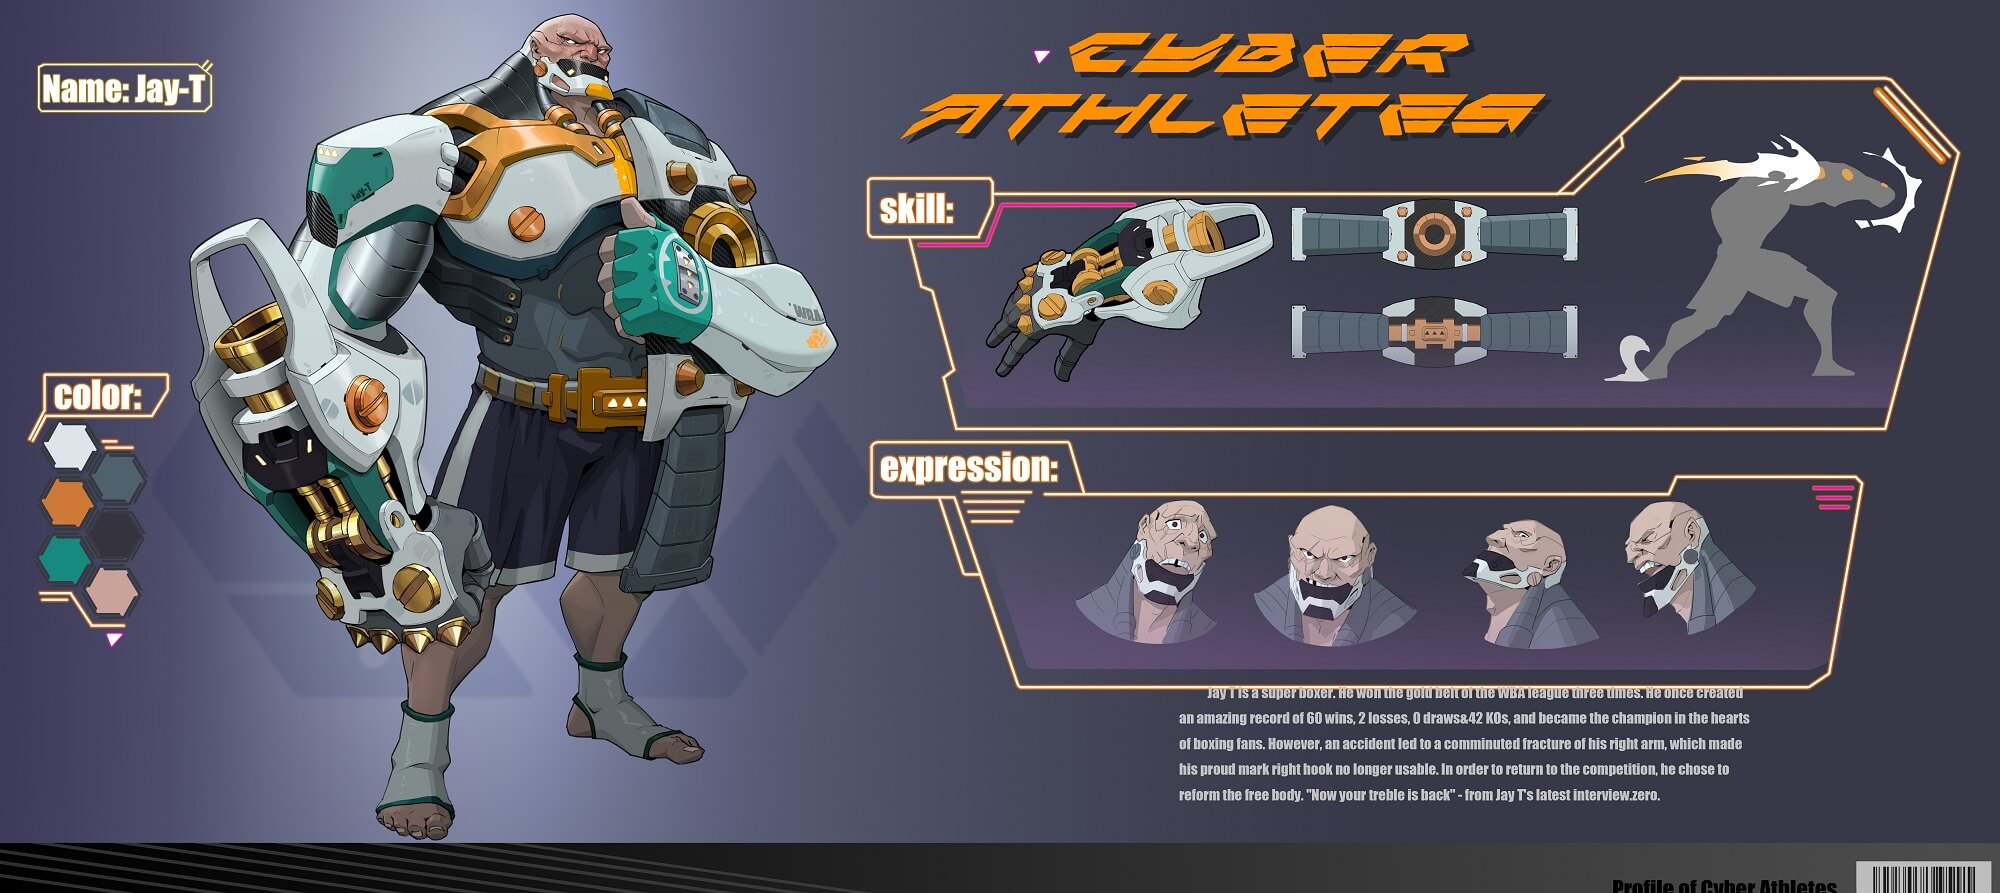 Name: Jay-T
CYBER
ATHLETES
skill:
Jay-T
WBA
color:
expression:
Jay T is a super boxer. He won the gold belt of the WBA league three times. He once created
an amazing record of 60 wins, 2 losses, 0 draws&42 KOs, and became the champion in the hearts
of boxing fans. However, an accident led to a comminuted fracture of his right arm, which made
his proud mark right hook no longer usable. In order to return to the competition, he chose to
reform the free body. "Now your treble is back" - from Jay T's latest interview.zero.
Profile of Cyber Athletes